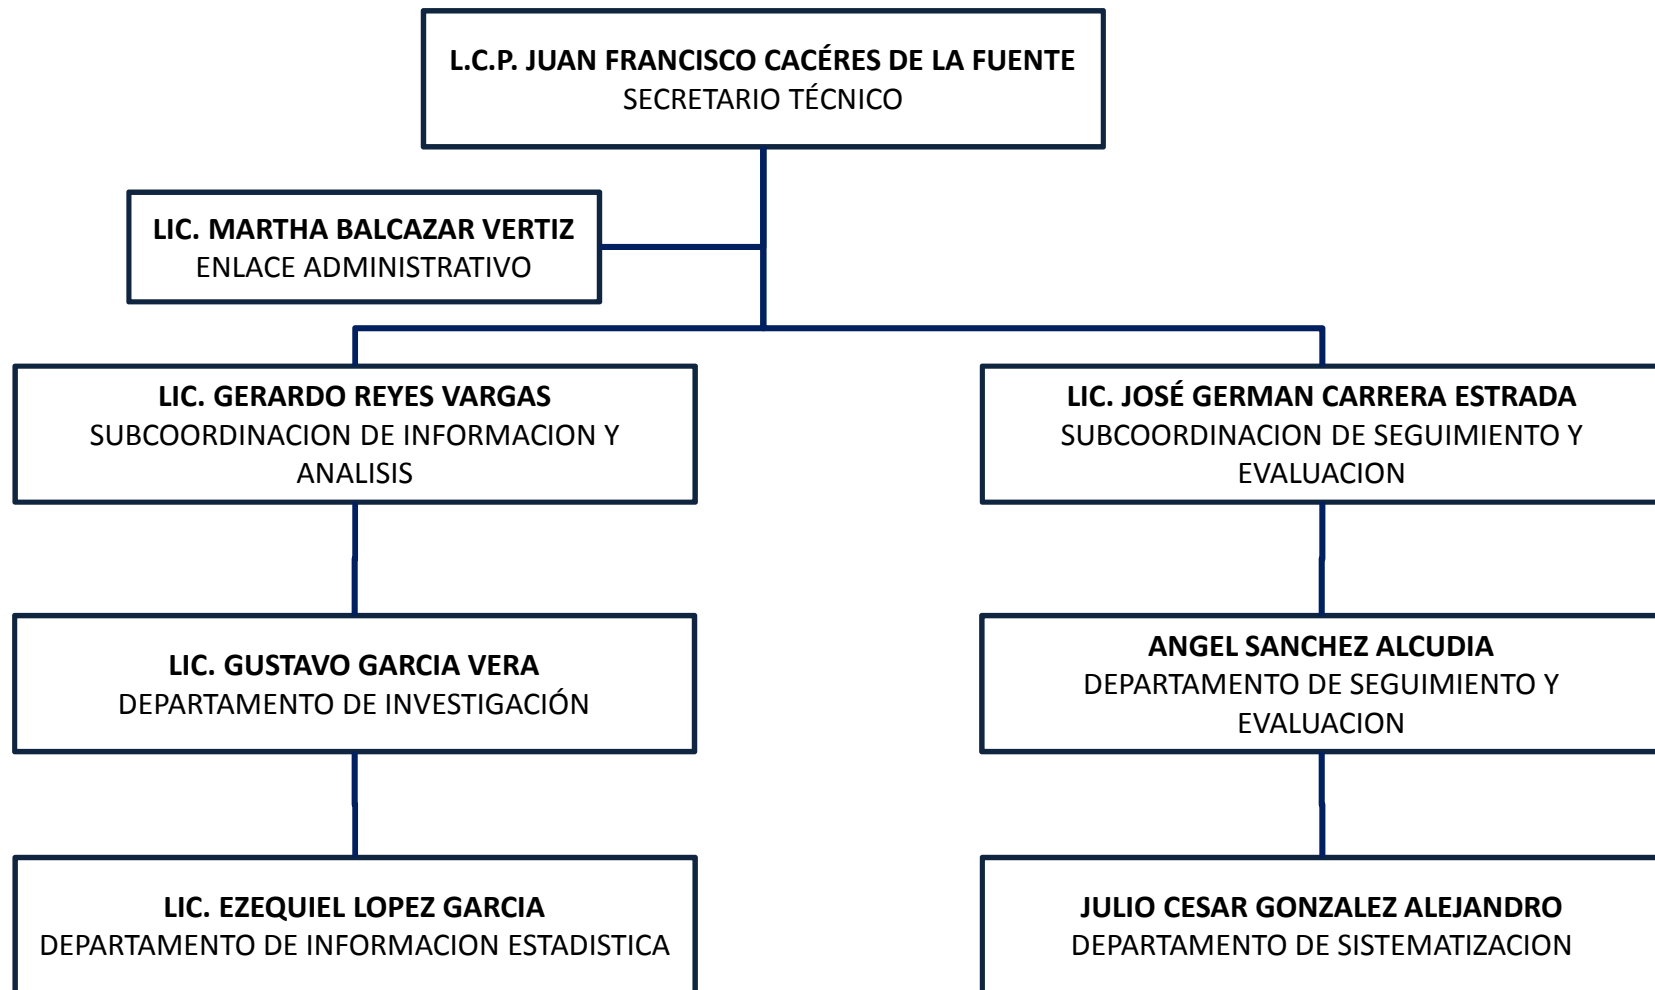 L.C.P. JUAN FRANCISCO CACÉRES DE LA FUENTE
SECRETARIO TÉCNICO
LIC. MARTHA BALCAZAR VERTIZ
ENLACE ADMINISTRATIVO
LIC. GERARDO REYES VARGAS
SUBCOORDINACION DE INFORMACION Y
ANALISIS
LIC. JOSÉ GERMAN CARRERA ESTRADA
SUBCOORDINACION DE SEGUIMIENTO Y
EVALUACION
LIC. GUSTAVO GARCIA VERA
DEPARTAMENTO DE INVESTIGACIÓN
ANGEL SANCHEZ ALCUDIA
DEPARTAMENTO DE SEGUIMIENTO Y
EVALUACION
LIC. EZEQUIEL LOPEZ GARCIA
DEPARTAMENTO DE INFORMACION ESTADISTICA
JULIO CESAR GONZALEZ ALEJANDRO
DEPARTAMENTO DE SISTEMATIZACION